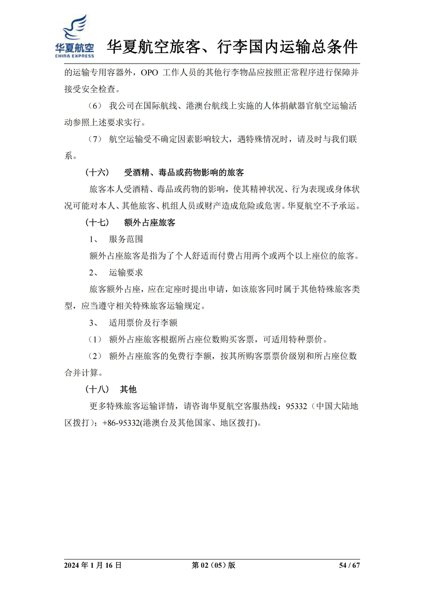 华夏航空
CHINA EXPRESS
华夏航空旅客、行李国内运输总条件
的运输专用容器外，OPO 工作人员的其他行李物品应按照正常程序进行保障并
接受安全检查。
（6） 我公司在国际航线、港澳台航线上实施的人体捐献器官航空运输活
动参照上述要求实行。
（7） 航空运输受不确定因素影响较大，遇特殊情况时，请及时与我们联
系。
(十六) 受酒精、毒品或药物影响的旅客
旅客本人受酒精、毒品或药物的影响，使其精神状况、行为表现或身体状
况可能对本人、其他旅客、机组人员或财产造成危险或危害。华夏航空不予承运。
(十七) 额外占座旅客
1、 服务范围
额外占座旅客是指为了个人舒适而付费占用两个或两个以上座位的旅客。
2、 运输要求
旅客额外占座，应在定座时提出申请，如该旅客同时属于其他特殊旅客类
型，应当遵守相关特殊旅客运输规定。
3、 适用票价及行李额
（1） 额外占座旅客根据所占座位数购买客票，可适用特种票价。
（2） 额外占座旅客的免费行李额，按其所购客票票价级别和所占座位数
合并计算。
(十八) 其他
更多特殊旅客运输详情，请咨询华夏航空客服热线：95332（中国大陆地
区拨打）；+86-95332(港澳台及其他国家、地区拨打)。
2024 年 1 月 16 日 第 02（05）版 54 / 67